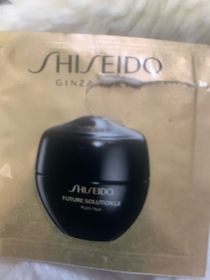 SHISEIDO
GINZA
SHISEIDO
FUTURE SOLUTION LX